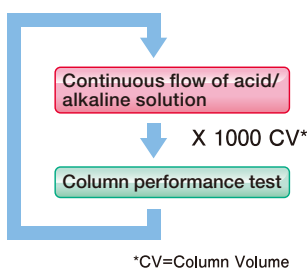 Continuous flow of acid/
alkaline solution
X 1000 CV*
Column performance test
*CV=Column Volume